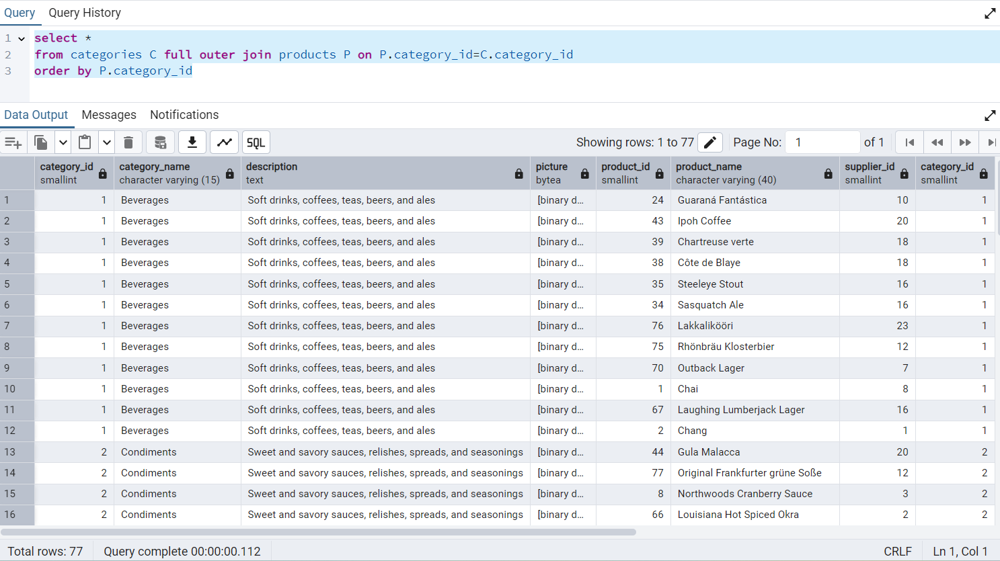 Query Query History
1 select *
2 from categories C full outer join products P on P.category_id=C.category_id
3 order by P.category_id
Data Output Messages Notifications
SQL Showing rows: 1 to 77 Page No: 1 of 1
category_id category_name description picture product_id product_name supplier_id category_id
smallint character varying (15) text bytea smallint character varying (40) smallint smallint
1 1 Beverages Soft drinks, coffees, teas, beers, and ales [binary d... 24 Guaraná Fantástica 10 1
2 1 Beverages Soft drinks, coffees, teas, beers, and ales [binary d... 43 Ipoh Coffee 20 1
3 1 Beverages Soft drinks, coffees, teas, beers, and ales [binary d... 39 Chartreuse verte 18 1
4 1 Beverages Soft drinks, coffees, teas, beers, and ales [binary d... 38 Côte de Blaye 18 1
5 1 Beverages Soft drinks, coffees, teas, beers, and ales [binary d... 35 Steeleye Stout 16 1
6 1 Beverages Soft drinks, coffees, teas, beers, and ales [binary d... 34 Sasquatch Ale 16 1
7 1 Beverages Soft drinks, coffees, teas, beers, and ales [binary d... 76 Lakkalikööri 23 1
8 1 Beverages Soft drinks, coffees, teas, beers, and ales [binary d... 75 Rhönbräu Klosterbier 12 1
9 1 Beverages Soft drinks, coffees, teas, beers, and ales [binary d... 70 Outback Lager 7 1
10 1 Beverages Soft drinks, coffees, teas, beers, and ales [binary d... 1 Chai 8 1
11 1 Beverages Soft drinks, coffees, teas, beers, and ales [binary d... 67 Laughing Lumberjack Lager 16 1
12 1 Beverages Soft drinks, coffees, teas, beers, and ales [binary d... 2 Chang 1 1
13 2 Condiments Sweet and savory sauces, relishes, spreads, and seasonings [binary d... 44 Gula Malacca 20 2
14 2 Condiments Sweet and savory sauces, relishes, spreads, and seasonings [binary d... 77 Original Frankfurter grüne Soße 12 2
15 2 Condiments Sweet and savory sauces, relishes, spreads, and seasonings [binary d... 8 Northwoods Cranberry Sauce 3 2
16 2 Condiments Sweet and savory sauces, relishes, spreads, and seasonings [binary d... 66 Louisiana Hot Spiced Okra 2 2
Total rows: 77 Query complete 00:00:00.112 CRLF Ln 1, Col 1